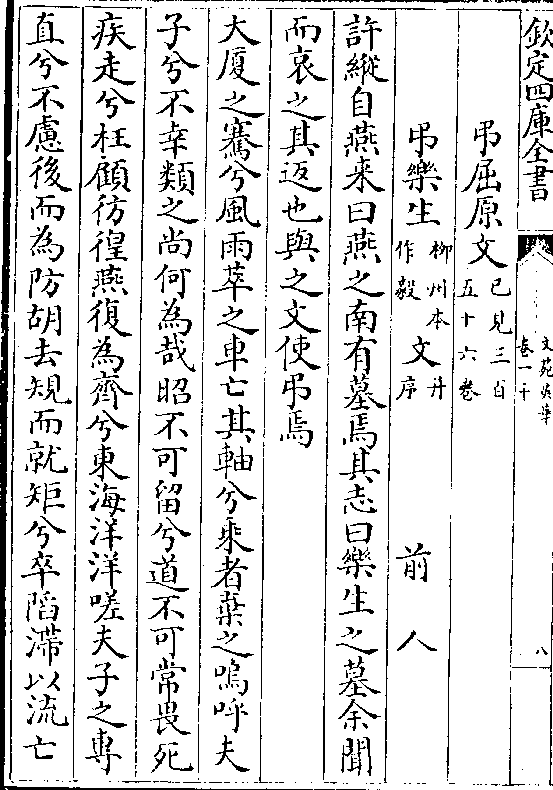 欽定四庫全書
文苑英華
卷一千
八
弔屈原文已見三百五十六卷
弔樂生柳州本作毅文并序 前人
許縱自燕来曰燕之南有墓焉其志曰樂生之墓余聞
而哀之其返也與之文使弔焉
大厦之騫兮風雨萃之車亡其軸兮乘者棄之嗚呼夫
子兮不幸類之尚何為哉昭不可留兮道不可常畏死
疾走兮枉顧彷徨燕復為齊兮東海洋洋嗟夫子之專
直兮不慮後而為防胡去規而就矩兮卒䧟滯以流亡